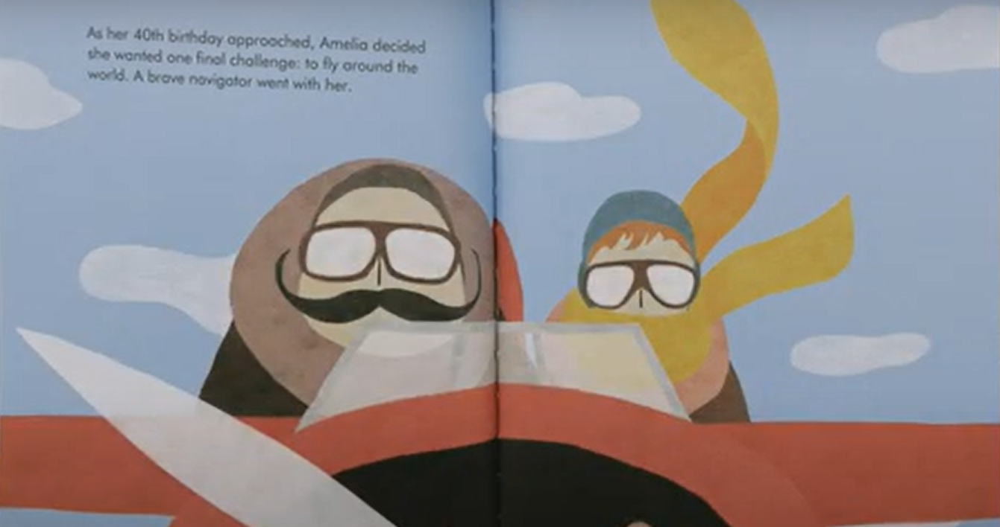 As her 40th birthday approached, Amelia decided
she wanted one final challenge: to fly around the
world. A brave navigator went with her.